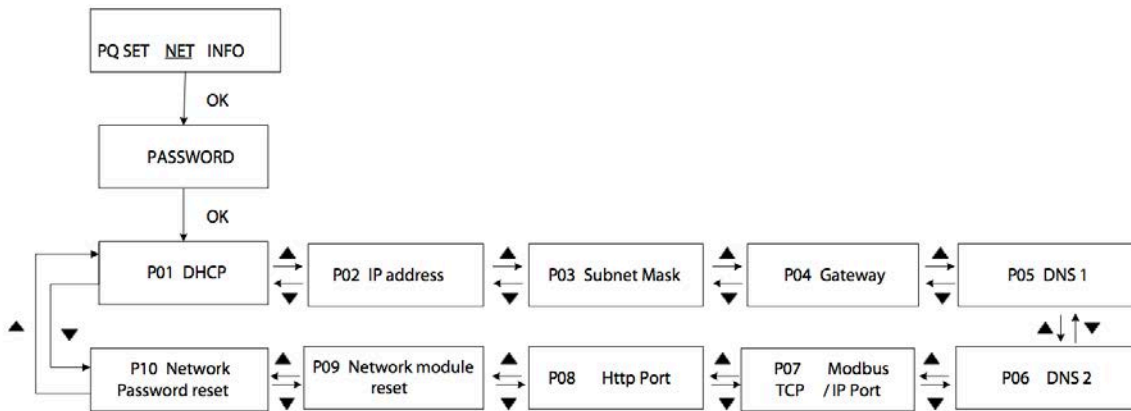 PQ SET NET INFO
OK
PASSWORD
OK
P01 DHCP
P02 IP address
P03 Subnet Mask
P04 Gateway
P05 DNS 1
P10 Network
Password reset
P09 Network module
reset
P08 Http Port
P07 Modbus
TCP / IP Port
P06 DNS 2